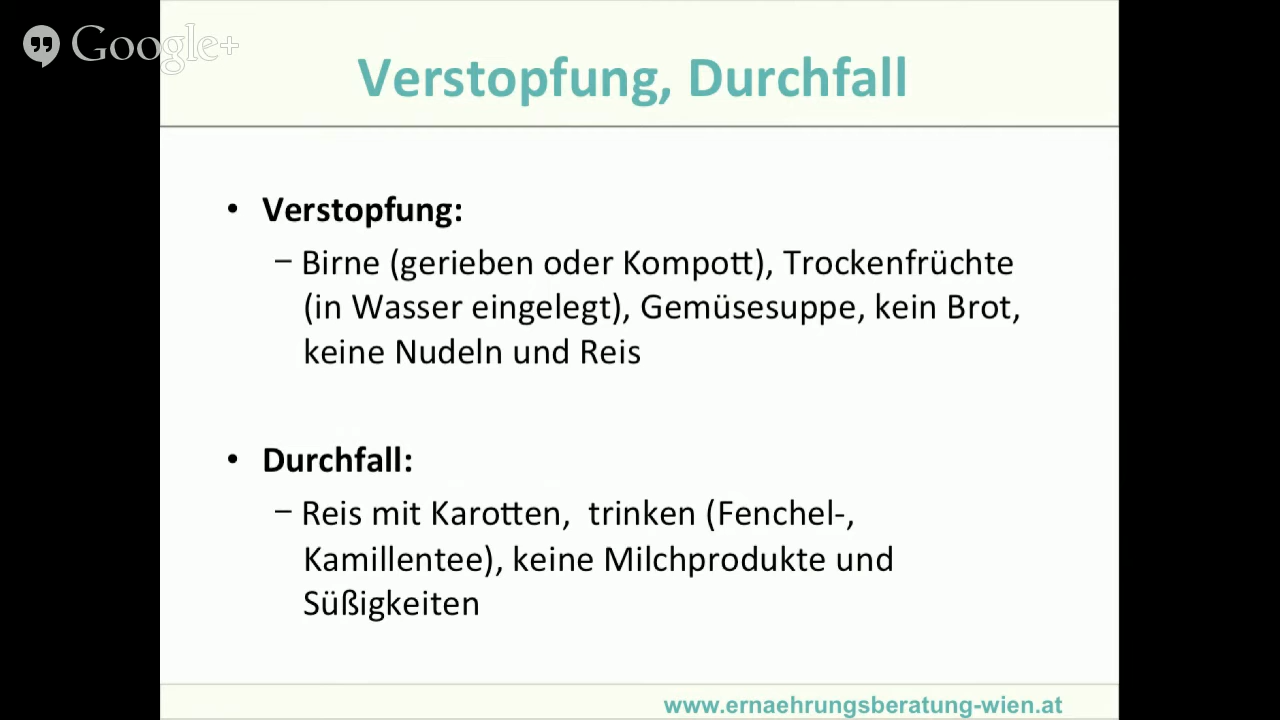 Google+
Verstopfung, Durchfall
• Verstopfung:
– Birne (gerieben oder Kompott), Trockenfrüchte
(in Wasser eingelegt), Gemüsesuppe, kein Brot,
keine Nudeln und Reis
• Durchfall:
– Reis mit Karotten, trinken (Fenchel-,
Kamillentee), keine Milchprodukte und
Süßigkeiten
www.ernaehrungsberatung-wien.at